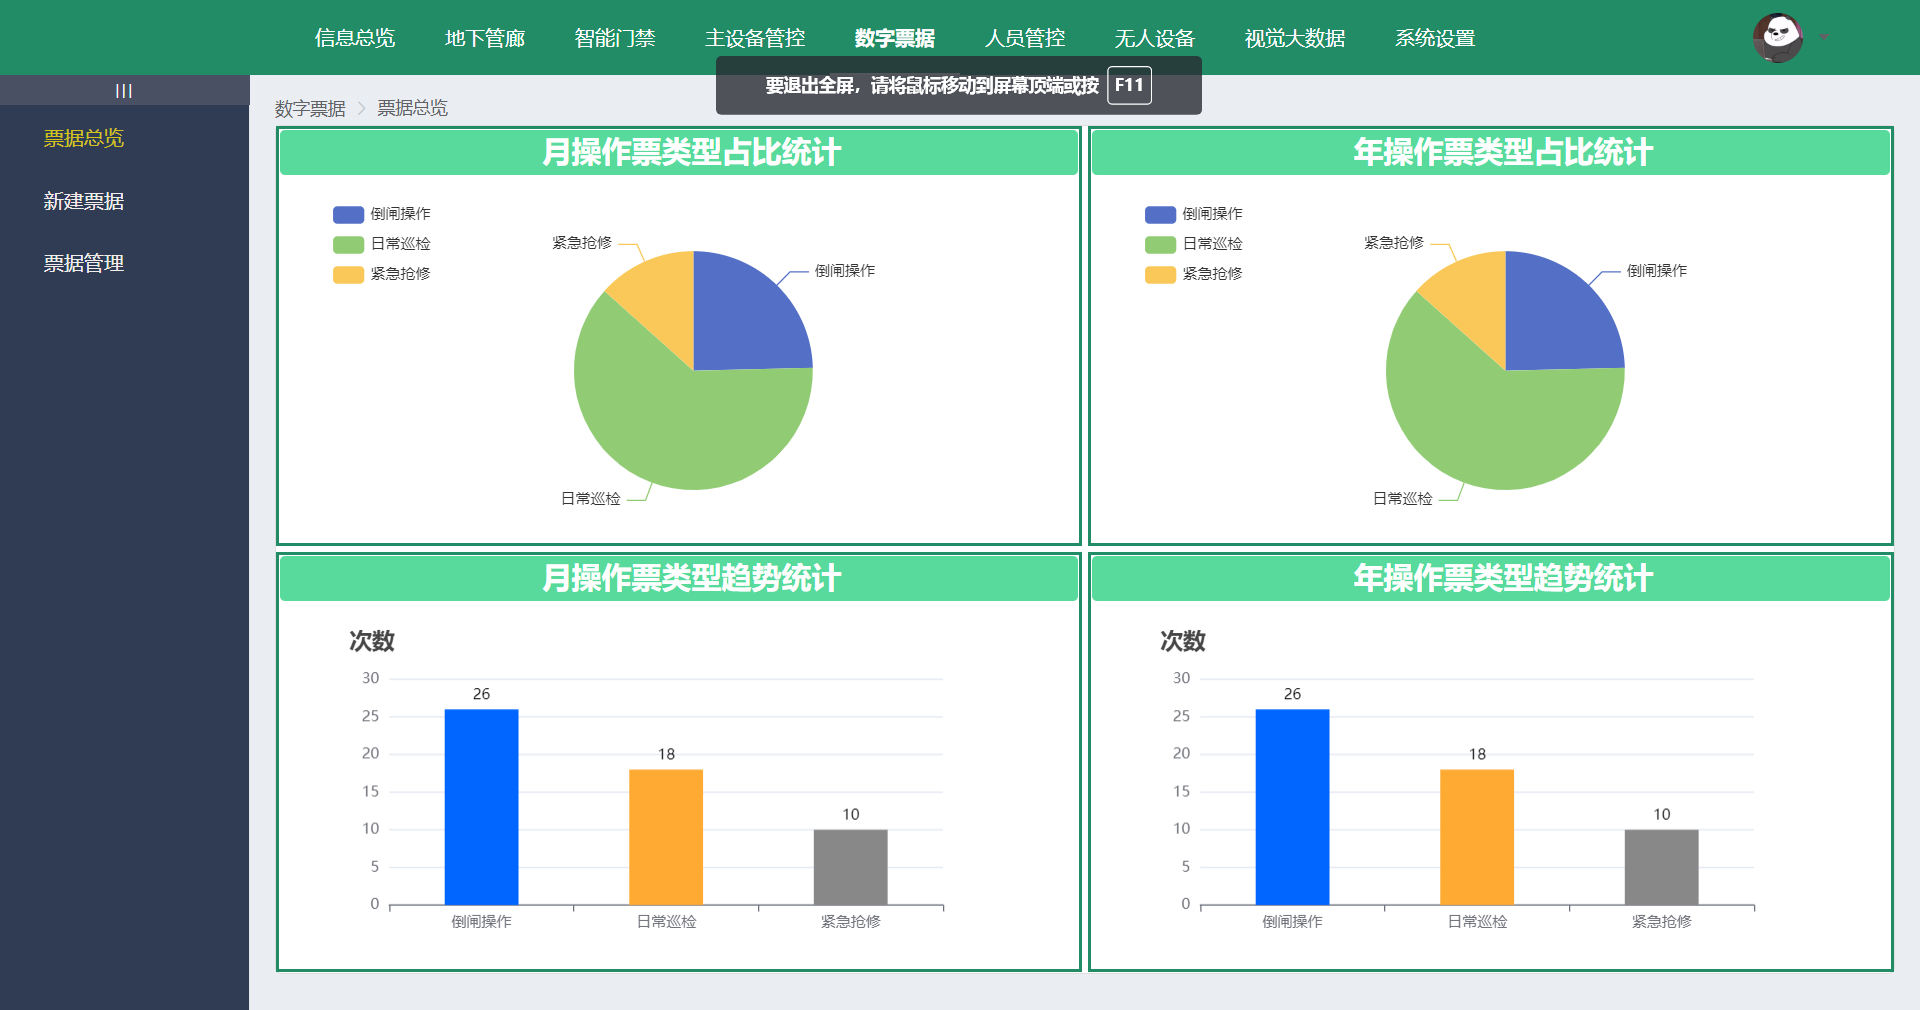 信息总览 地下管廊 智能门禁 主设备管控 数字票据 人员管控 无人设备 视觉大数据 系统设置
要退出全屏，请将鼠标移动到屏幕顶端或按 F11
票据总览
新建票据
票据管理
数字票据 > 票据总览
月操作票类型占比统计
倒闸操作
日常巡检
紧急抢修
紧急抢修
倒闸操作
日常巡检
年操作票类型占比统计
倒闸操作
日常巡检
紧急抢修
紧急抢修
倒闸操作
日常巡检
月操作票类型趋势统计
次数
30
25
20
15
10
5
0
26
18
10
倒闸操作 日常巡检 紧急抢修
年操作票类型趋势统计
次数
30
25
20
15
10
5
0
26
18
10
倒闸操作 日常巡检 紧急抢修